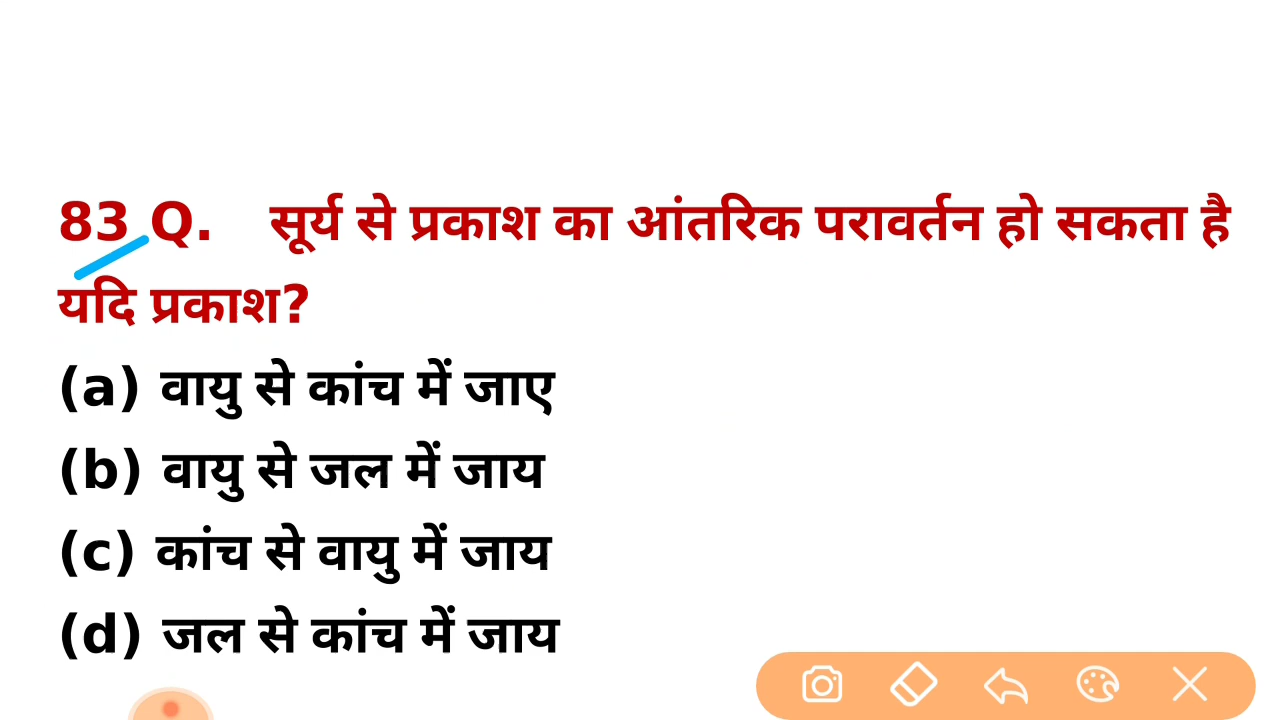 83 Q. सूर्य से प्रकाश का आंतरिक परावर्तन हो सकता है
यदि प्रकाश?
(a) वायु से कांच में जाए
(b) वायु से जल में जाय
(c) कांच से वायु में जाय
(d) जल से कांच में जाय